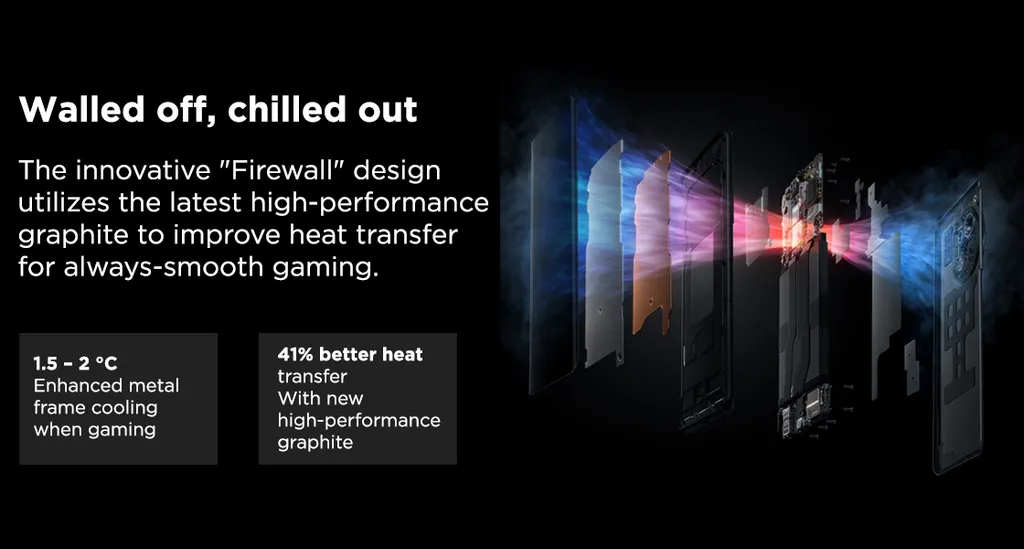 Walled off, chilled out
The innovative "Firewall" design
utilizes the latest high-performance
graphite to improve heat transfer
for always-smooth gaming.
1.5 – 2 °C
Enhanced metal
frame cooling
when gaming
41% better heat
transfer
With new
high-performance
graphite